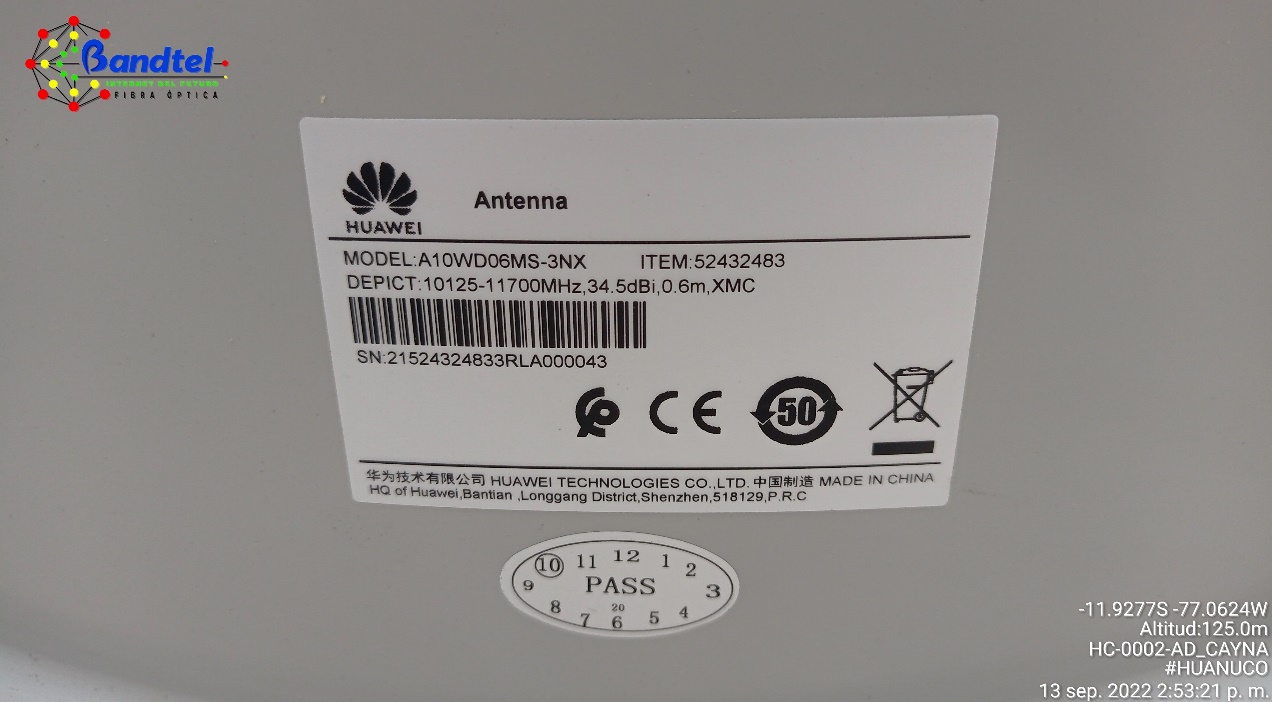 Bandtel
INTERNET DEL FUTURO
FIBRA ÓPTICA
HUAWEI
Antenna
MODEL:A10WD06MS-3NX ITEM:52432483
DEPICT:10125-11700MHz,34.5dBi,0.6m,XMC
SN:21524324833RLA000043
CE
50
华为技术有限公司 HUAWEI TECHNOLOGIES CO.,LTD. 中国制造 MADE IN CHINA
HQ of Huawei,Bantian ,Longgang District,Shenzhen,518129,P.R.C
10 11 12 1 2
9 PASS 3
8 7 20 6 5 4
-11.9277S -77.0624W
Altitud:125.0m
HC-0002-AD_CAYNA
#HUANUCO
13 sep. 2022 2:53:21 p. m.